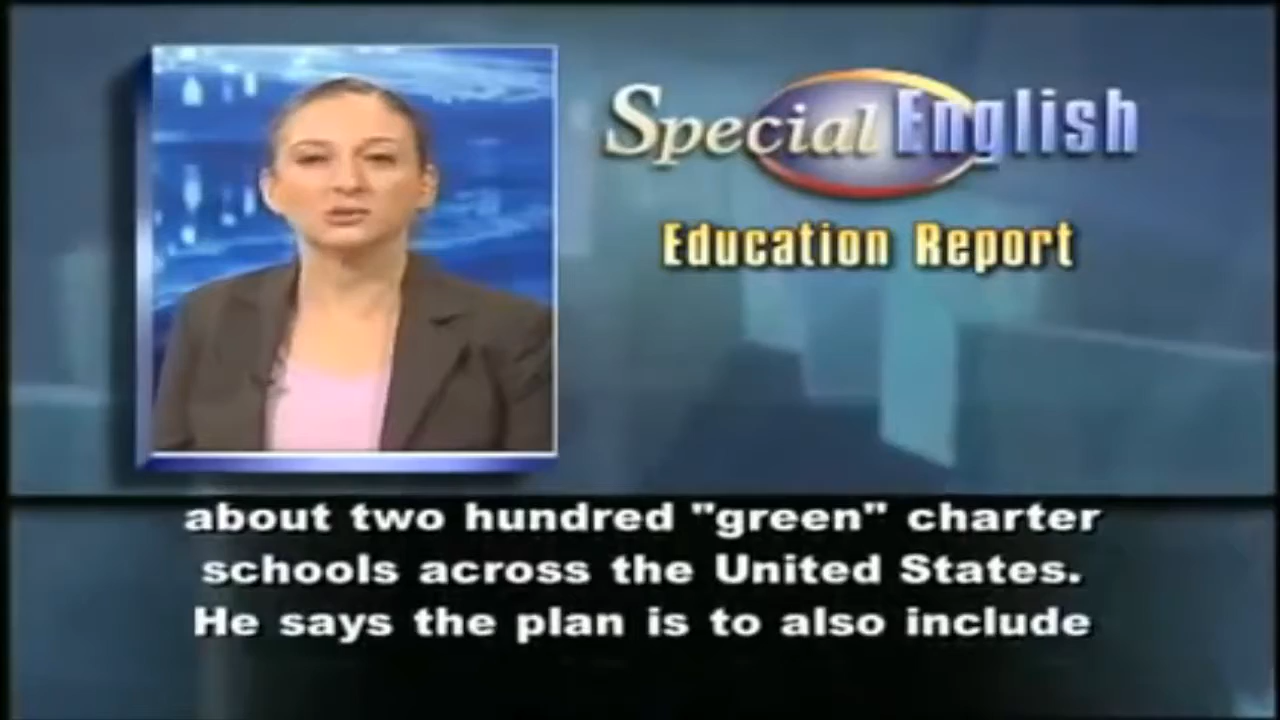 Special English
Education Report
about two hundred "green" charter
schools across the United States.
He says the plan is to also include